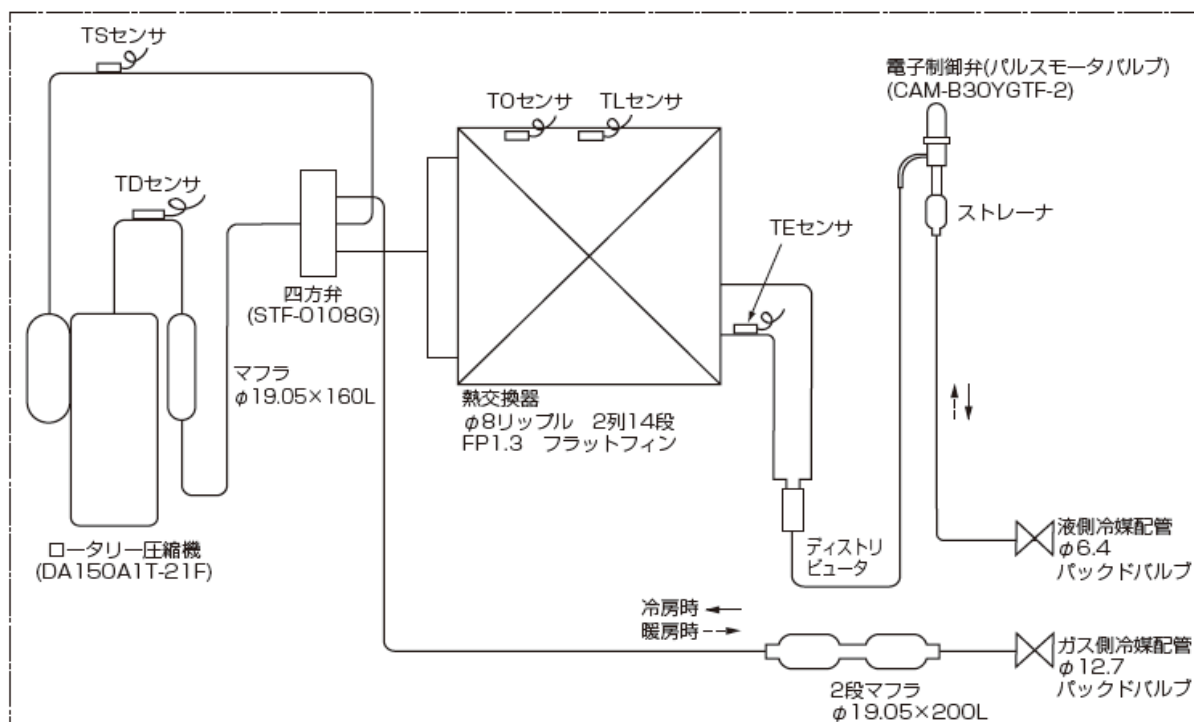 TSセンサ
TDセンサ
四方弁
(STF-0108G)
マフラ
φ19.05×160L
ロータリー圧縮機
(DA150A1T-21F)
TOセンサ
TLセンサ
熱交換器
φ8リップル 2列14段
FP1.3 フラットフィン
TEセンサ
電子制御弁(パルスモータバルブ)
(CAM-B30YGTF-2)
ストレーナ
ディストリ
ビュータ
液側冷媒配管
φ6.4
パックドバルブ
冷房時
暖房時
2段マフラ
φ19.05×200L
ガス側冷媒配管
φ12.7
パックドバルブ